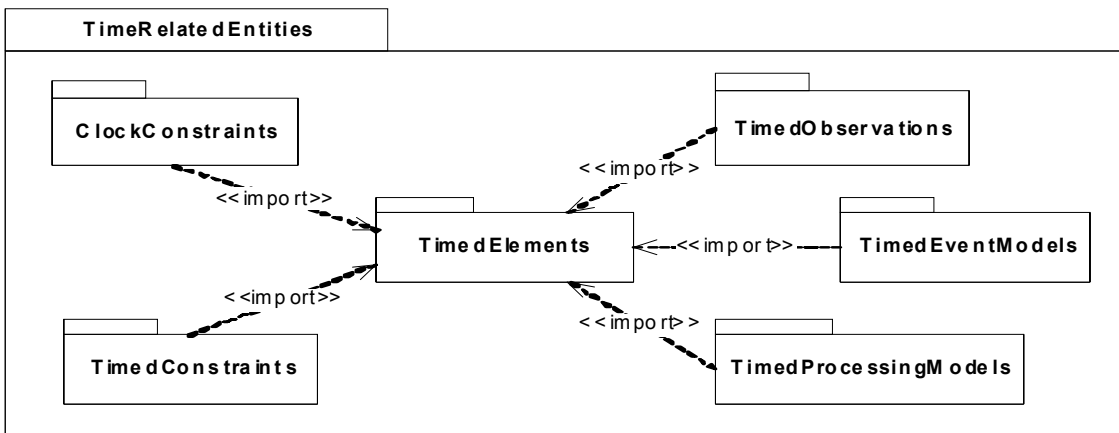 TimeRelatedEntities
ClockConstraints
TimedObservations
<<import>>
<<import>>
TimedElements
<<import>>
TimedEventModels
<<import>>
<<import>>
TimedConstraints
TimedProcessingModels